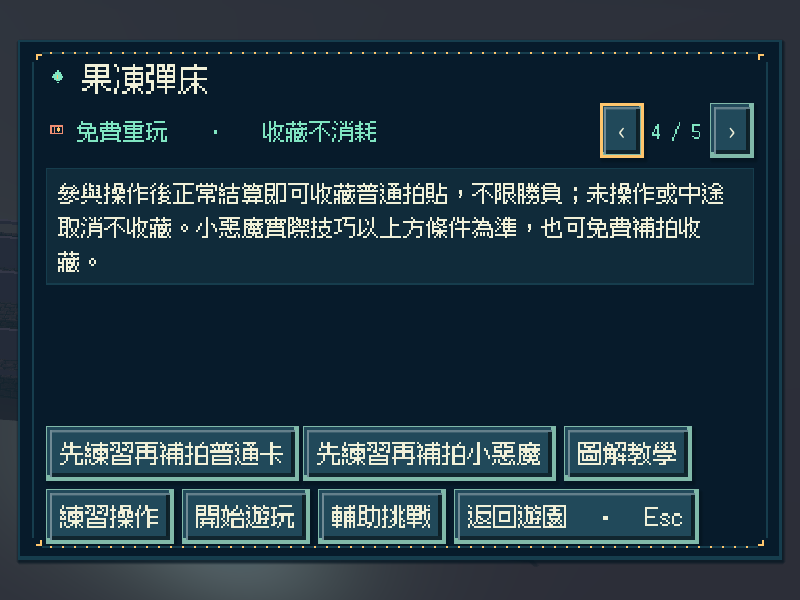 果凍彈床
免費重玩 · 收藏不消耗
‹ 4 / 5 ›
參與操作後正常結算即可收藏普通拍貼，不限勝負；未操作或中途
取消不收藏。小惡魔實際技巧以上方條件為準，也可免費補拍收
藏。
先練習再補拍普通卡 先練習再補拍小惡魔 圖解教學
練習操作 開始遊玩 輔助挑戰 返回遊園 · Esc